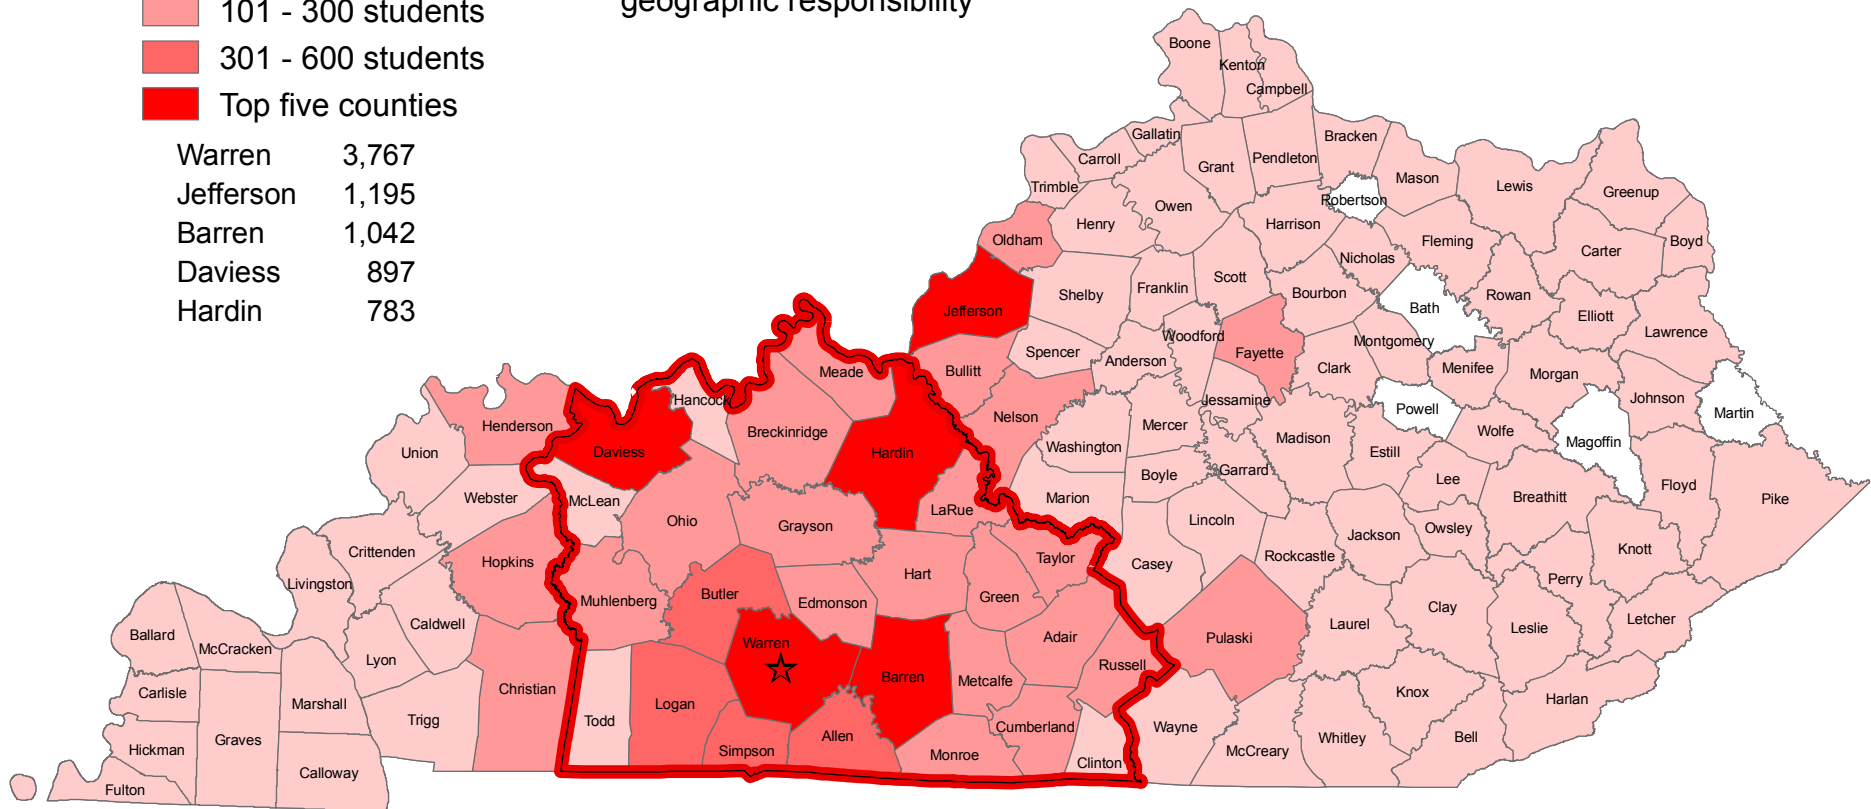 101 - 300 students
geographic responsibility
301 - 600 students
Top five counties
Warren 3,767
Jefferson 1,195
Barren 1,042
Daviess 897
Hardin 783
Boone
Kenton
Campbell
Gallatin
Carroll
Trimble
Grant
Pendleton
Bracken
Mason
Lewis
Greenup
Robertson
Owen
Henry
Oldham
Harrison
Fleming
Carter
Boyd
Nicholas
Jefferson
Shelby
Franklin
Scott
Bourbon
Bath
Rowan
Elliott
Lawrence
Woodford
Montgomery
Spencer
Anderson
Fayette
Clark
Menifee
Morgan
Meade
Bullitt
Hancock
Nelson
Jessamine
Powell
Johnson
Martin
Henderson
Breckinridge
Mercer
Madison
Wolfe
Magoffin
Union
Daviess
Hardin
Washington
Estill
Boyle
Garrard
Lee
Floyd
Webster
McLean
LaRue
Marion
Breathitt
Pike
Ohio
Grayson
Lincoln
Jackson
Owsley
Crittenden
Hopkins
Taylor
Casey
Rockcastle
Knott
Livingston
Muhlenberg
Butler
Edmonson
Hart
Green
Perry
Ballard
McCracken
Caldwell
Warren
Adair
Pulaski
Laurel
Clay
Leslie
Letcher
Lyon
Russell
Carlisle
Marshall
Christian
Barren
Metcalfe
Knox
Harlan
Trigg
Todd
Logan
Cumberland
Wayne
Hickman
Graves
Simpson
Allen
Monroe
McCreary
Whitley
Bell
Calloway
Clinton
Fulton